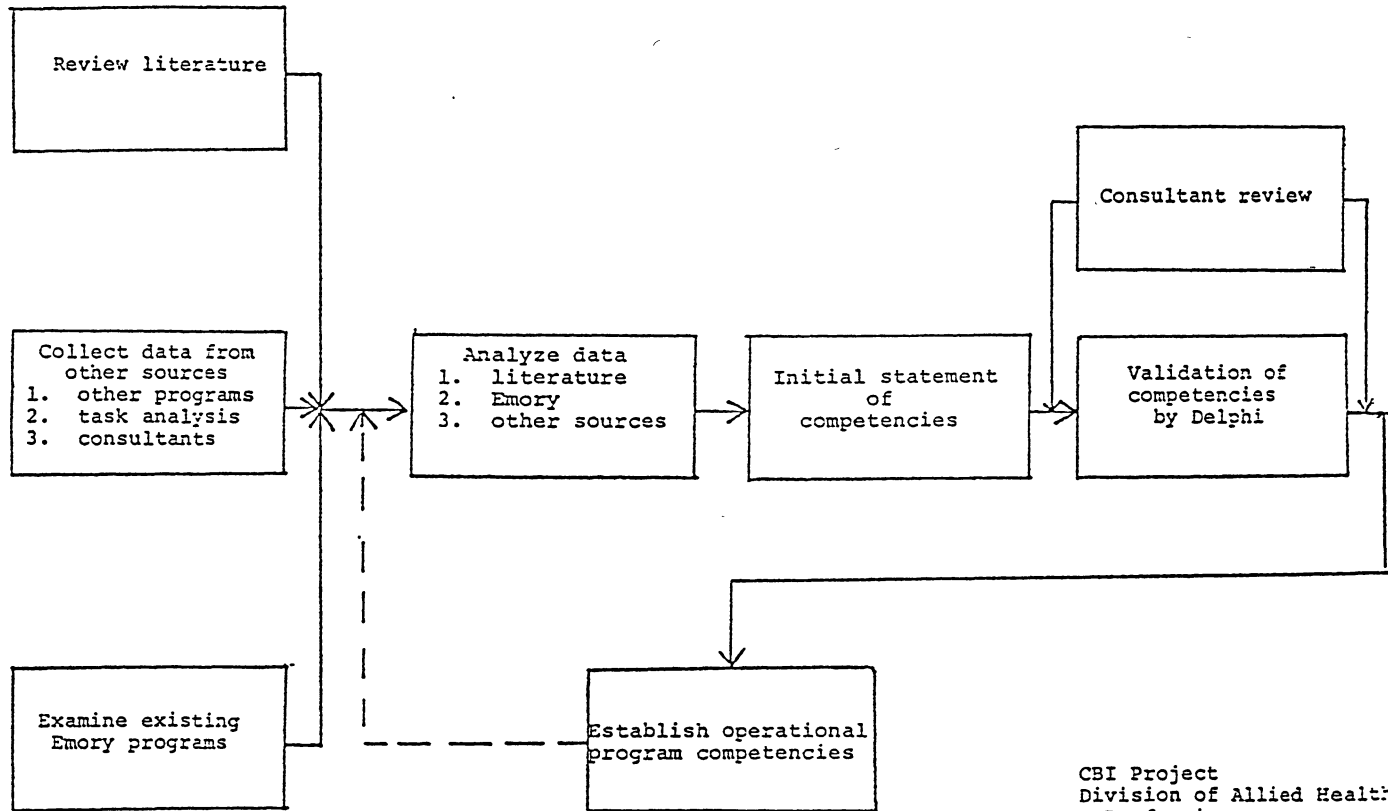 Review literature
Consultant review
Collect data from
other sources
1. other programs
2. task analysis
3. consultants
Analyze data
1. literature
2. Emory
3. other sources
Initial statement
of
competencies
Validation of
competencies
by Delphi
Examine existing
Emory programs
Establish operational
program competencies
CBI Project
Division of Allied Health